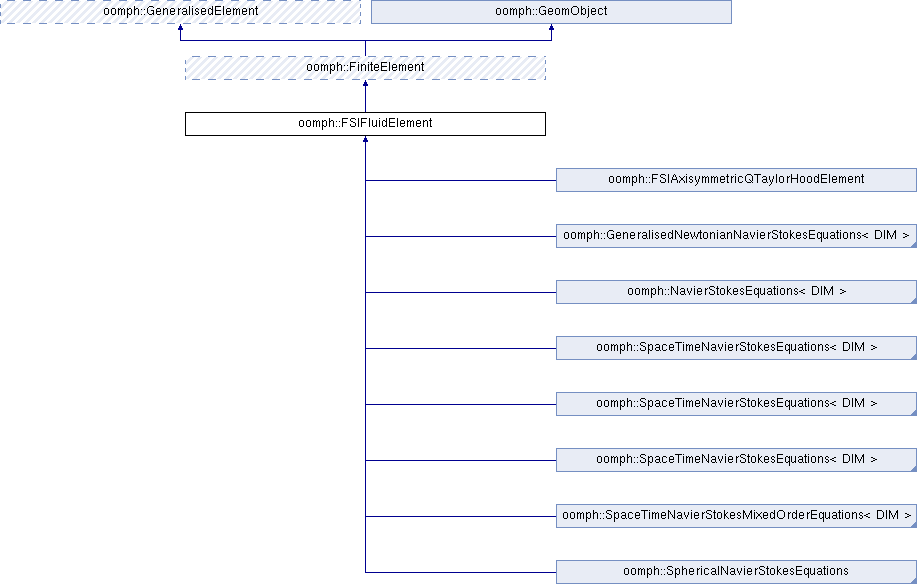 oomph::GeneralisedElement
oomph::GeomObject
oomph::FiniteElement
oomph::FSIFluidElement
oomph::FSIAxisymmetricQTaylorHoodElement
oomph::GeneralisedNewtonianNavierStokesEquations< DIM >
oomph::NavierStokesEquations< DIM >
oomph::SpaceTimeNavierStokesEquations< DIM >
oomph::SpaceTimeNavierStokesEquations< DIM >
oomph::SpaceTimeNavierStokesEquations< DIM >
oomph::SpaceTimeNavierStokesMixedOrderEquations< DIM >
oomph::SphericalNavierStokesEquations